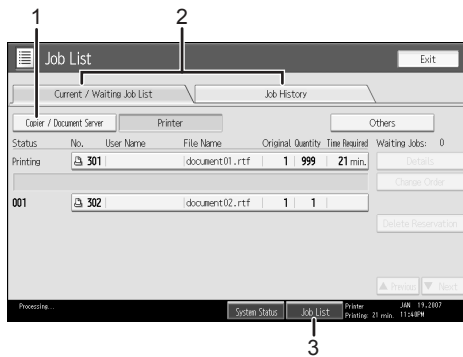 1
2
Job List
Exit
Current / Waiting Job List
Job History
Copier / Document Server
Printer
Others
Status No. User Name File Name Original Quantity Time Required Waiting Jobs: 0
Printing 301 document01.rtf 1 999 21 min. Details
Change Order
001 302 document02.rtf 1 1
Delete Reservation
▲ Previous ▼ Next
Processing... System Status Job List Printer JAN 19,2007
Printing: 21 min. 11:40PM
3